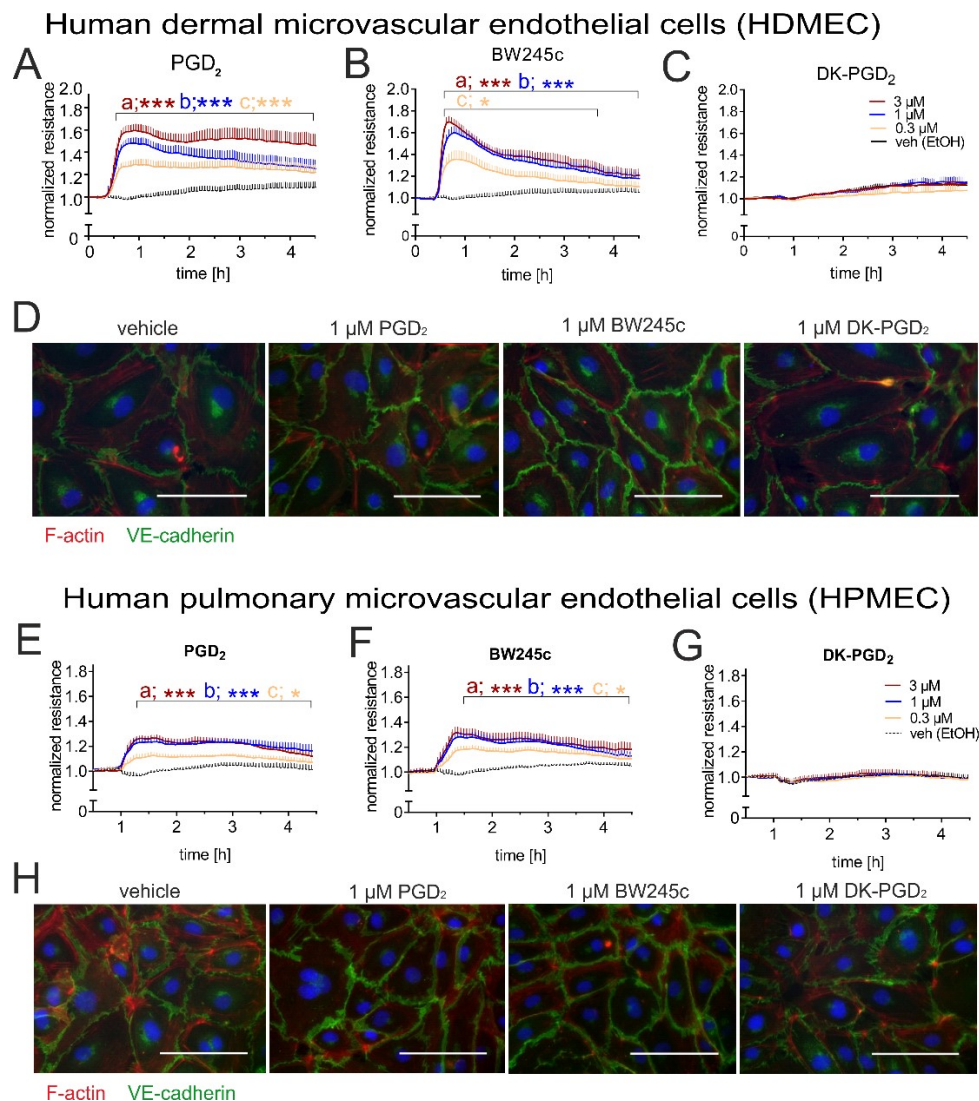 Human dermal microvascular endothelial cells (HDMEC)
A
PGD₂
normalized resistance
2.0
1.8
1.6
1.4
1.2
1.0
0
a;*** b;*** c;***
0 1 2 3 4
time [h]
B
BW245c
normalized resistance
2.0
1.8
1.6
1.4
1.2
1.0
0
a; *** b; ***
c; *
0 1 2 3 4
time [h]
C
DK-PGD₂
normalized resistance
2.0
1.8
1.6
1.4
1.2
1.0
0
3 µM
1 µM
0.3 µM
veh (EtOH)
0 1 2 3 4
time [h]
D
vehicle
1 µM PGD₂
1 µM BW245c
1 µM DK-PGD₂
F-actin VE-cadherin
Human pulmonary microvascular endothelial cells (HPMEC)
E
PGD₂
normalized resistance
1.8
1.6
1.4
1.2
1.0
0
a; *** b; *** c; *
1 2 3 4
time [h]
F
BW245c
normalized resistance
1.8
1.6
1.4
1.2
1.0
0
a; *** b; *** c; *
1 2 3 4
time [h]
G
DK-PGD₂
normalized resistance
1.8
1.6
1.4
1.2
1.0
0
3 µM
1 µM
0.3 µM
veh (EtOH)
1 2 3 4
time [h]
H
vehicle
1 µM PGD₂
1 µM BW245c
1 µM DK-PGD₂
F-actin VE-cadherin